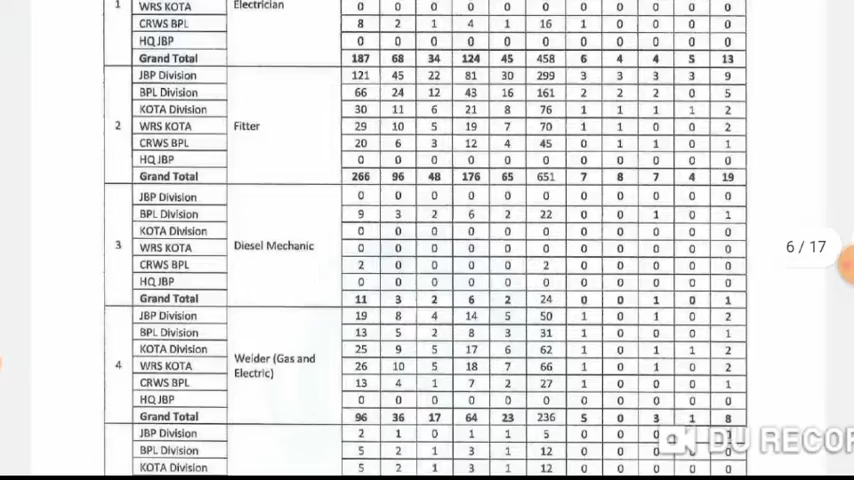 1 WRS KOTA Electrician 0 0 0 0 0 0 0 0 0 0 0
CRWS BPL 8 2 1 4 1 16 1 0 0 0 0
HQ JBP 0 0 0 0 0 0 0 0 0 0 0
Grand Total 187 68 34 124 45 458 6 4 4 5 13
JBP Division 121 45 22 81 30 299 3 3 3 3 9
BPL Division 66 24 12 43 16 161 2 2 2 0 5
KOTA Division 30 11 6 21 8 76 1 1 1 1 2
2 WRS KOTA Fitter 29 10 5 19 7 70 1 1 0 0 2
CRWS BPL 20 6 3 12 4 45 0 1 1 0 1
HQ JBP 0 0 0 0 0 0 0 0 0 0 0
Grand Total 266 96 48 176 65 651 7 8 7 4 19
JBP Division 0 0 0 0 0 0 0 0 0 0 0
BPL Division 9 3 2 6 2 22 0 0 1 0 1
KOTA Division 0 0 0 0 0 0 0 0 0 0 0
3 WRS KOTA Diesel Mechanic 0 0 0 0 0 0 0 0 0 0 0
CRWS BPL 2 0 0 0 0 2 0 0 0 0 0
HQ JBP 0 0 0 0 0 0 0 0 0 0 0
Grand Total 11 3 2 6 2 24 0 0 1 0 1
JBP Division 19 8 4 14 5 50 1 0 1 0 2
BPL Division 13 5 2 8 3 31 1 0 0 0 1
KOTA Division 25 9 5 17 6 62 1 0 1 1 2
4 WRS KOTA Welder (Gas and Electric) 26 10 5 18 7 66 1 0 1 0 2
CRWS BPL 13 4 1 7 2 27 1 0 0 0 1
HQ JBP 0 0 0 0 0 0 0 0 0 0 0
Grand Total 96 36 17 64 23 236 5 0 3 1 8
JBP Division 2 1 0 1 1 5 0 0 0 1
BPL Division 5 2 1 3 1 12 0 0 0 0 0
KOTA Division 5 2 1 3 1 12 0 0 0 0 0
6 / 17
DU RECOR